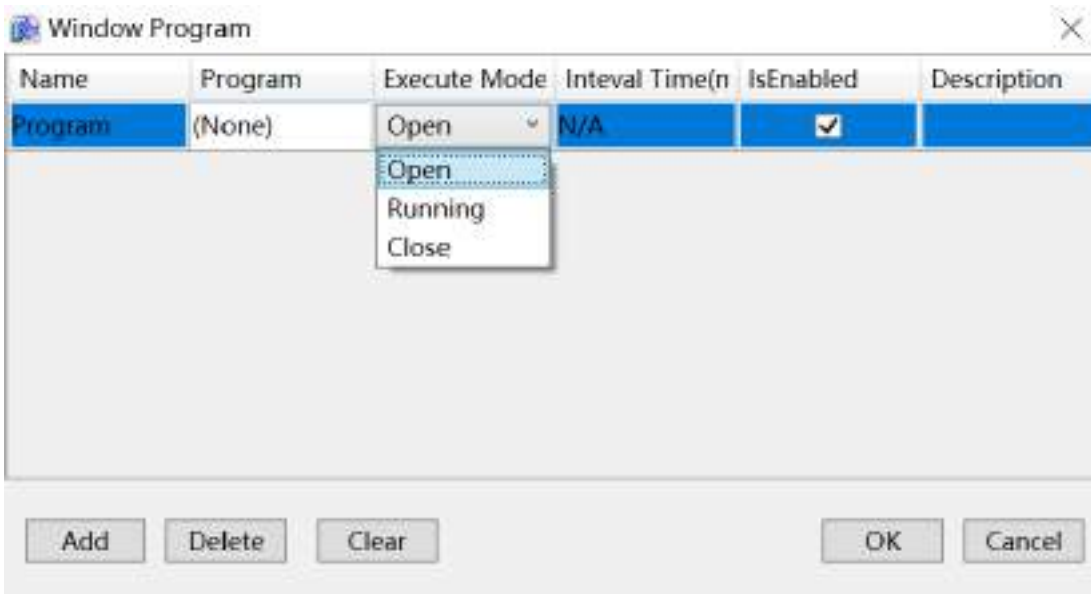 Window Program
Name Program Execute Mode Inteval Time(n IsEnabled Description
Program (None) Open N/A
Open
Running
Close
Add Delete Clear OK Cancel